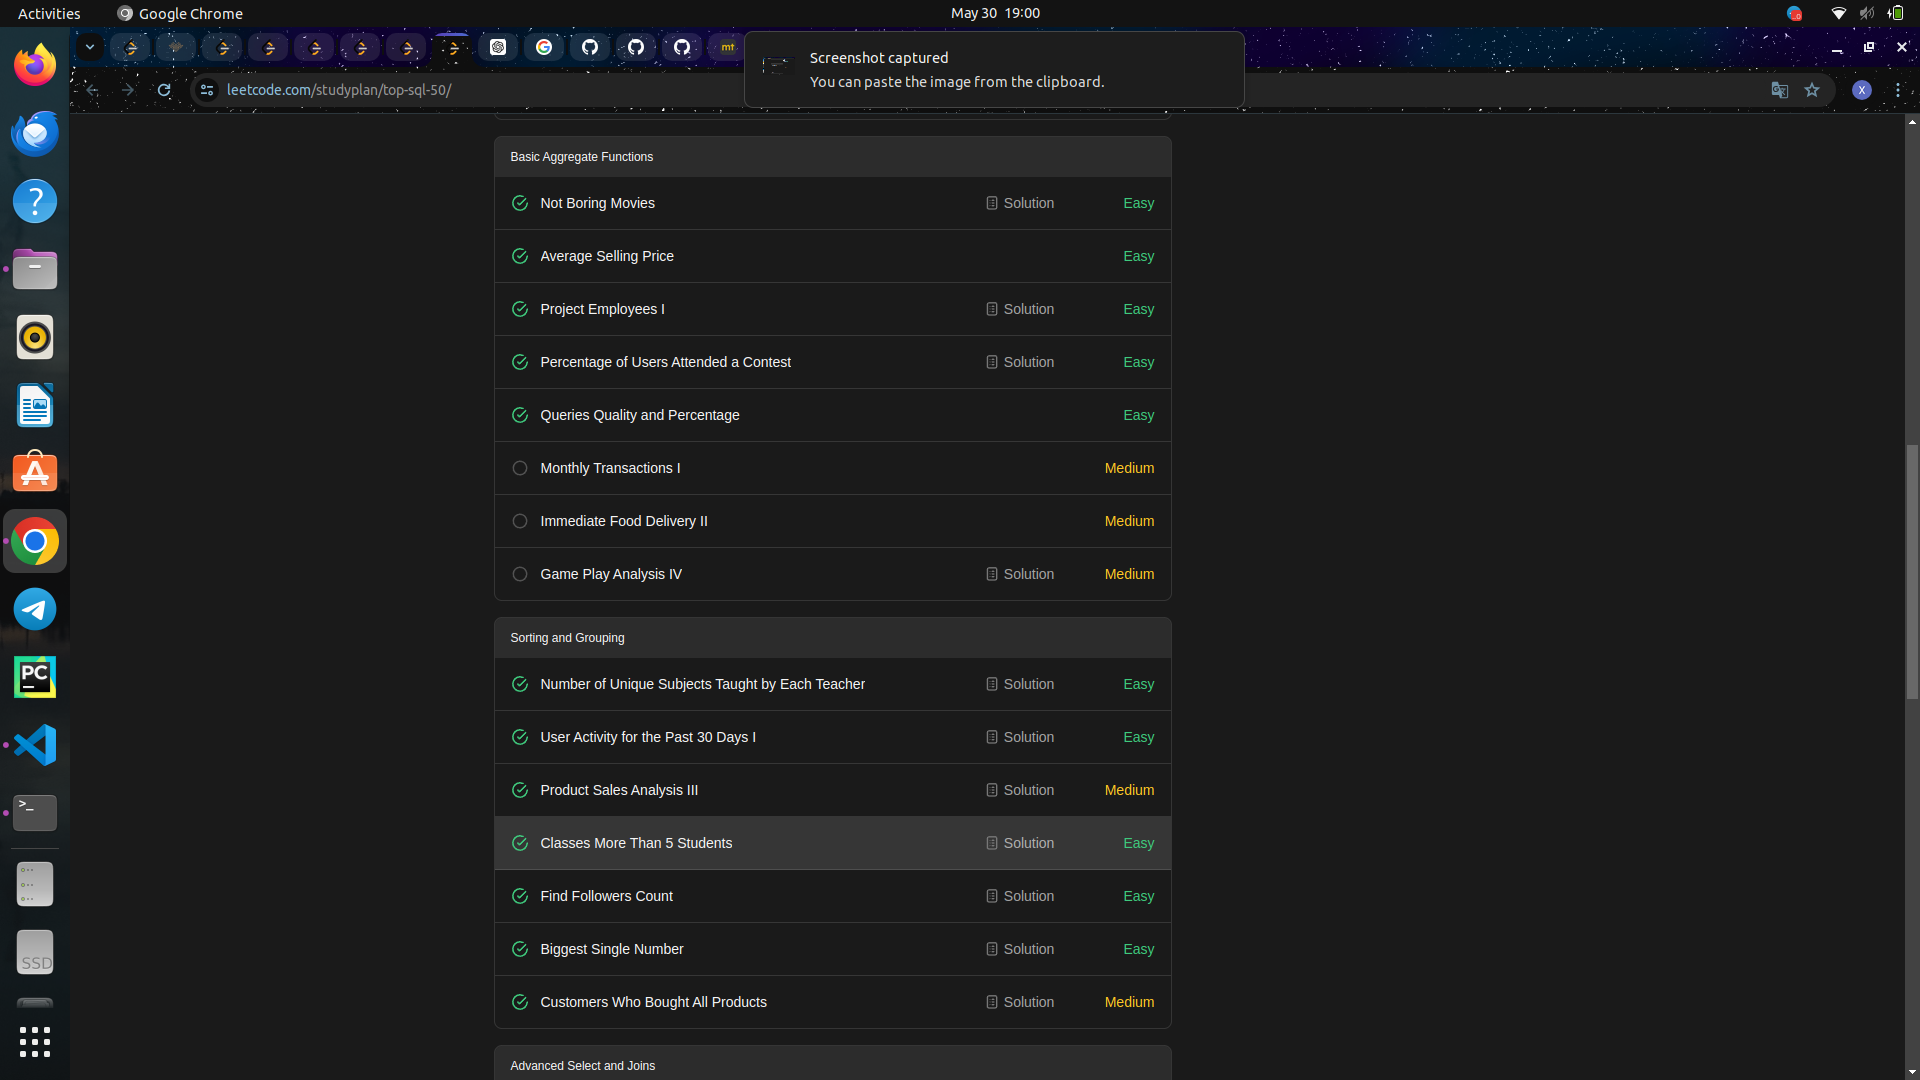 Activities
Google Chrome
May 30 19:00
mt
Screenshot captured
You can paste the image from the clipboard.
leetcode.com/studyplan/top-sql-50/
X
Basic Aggregate Functions
Not Boring Movies Solution Easy
Average Selling Price Easy
Project Employees I Solution Easy
Percentage of Users Attended a Contest Solution Easy
Queries Quality and Percentage Easy
Monthly Transactions I Medium
Immediate Food Delivery II Medium
Game Play Analysis IV Solution Medium
Sorting and Grouping
Number of Unique Subjects Taught by Each Teacher Solution Easy
User Activity for the Past 30 Days I Solution Easy
Product Sales Analysis III Solution Medium
Classes More Than 5 Students Solution Easy
Find Followers Count Solution Easy
Biggest Single Number Solution Easy
Customers Who Bought All Products Solution Medium
Advanced Select and Joins
?
A
PC
>_
SSD